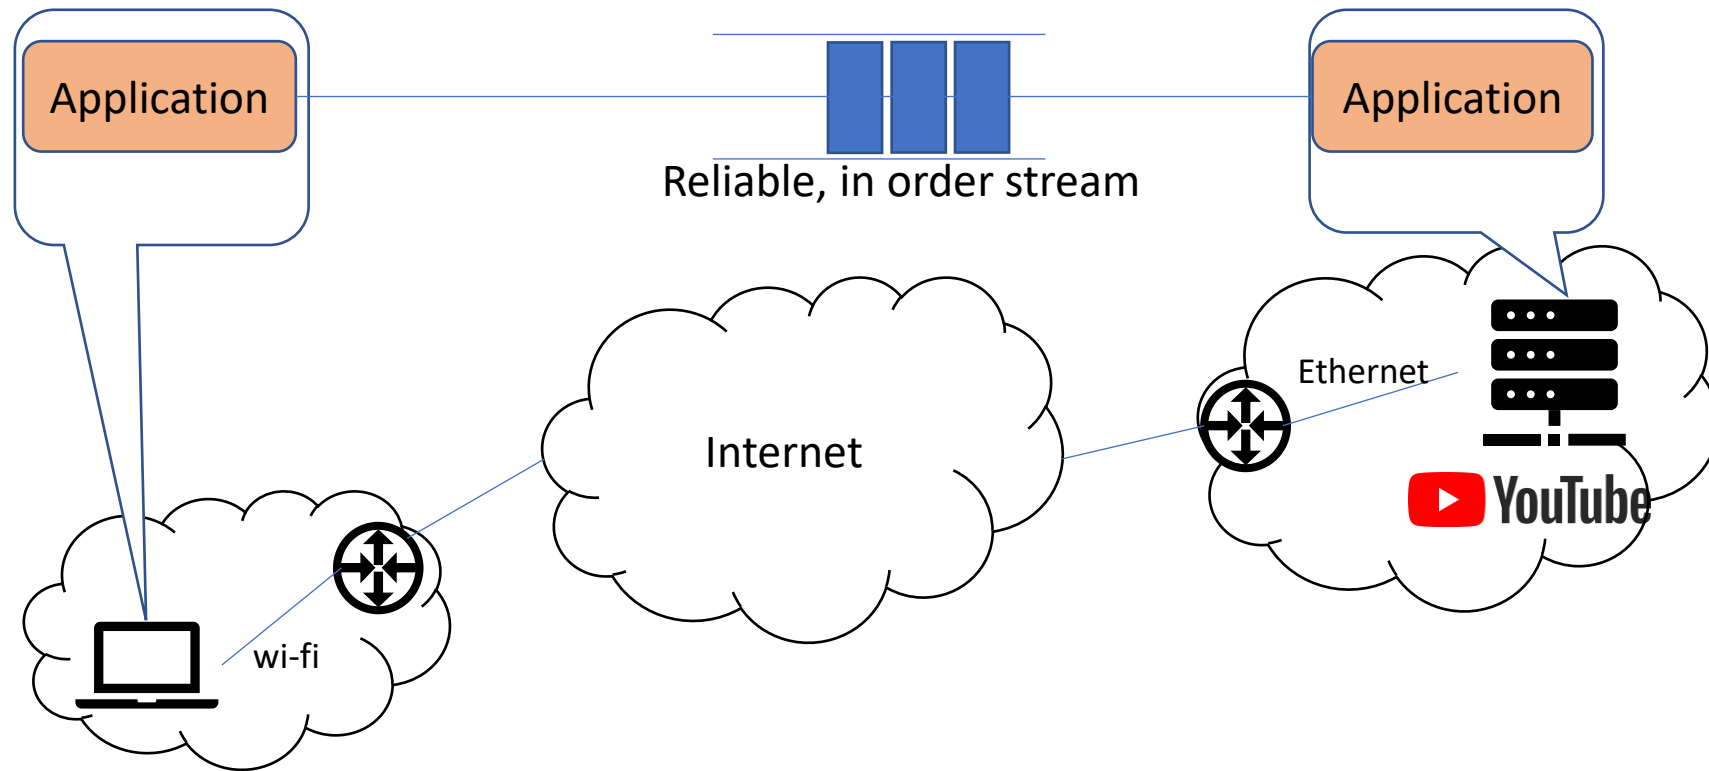 Application
Application
Reliable, in order stream
Ethernet
Internet
YouTube
wi-fi